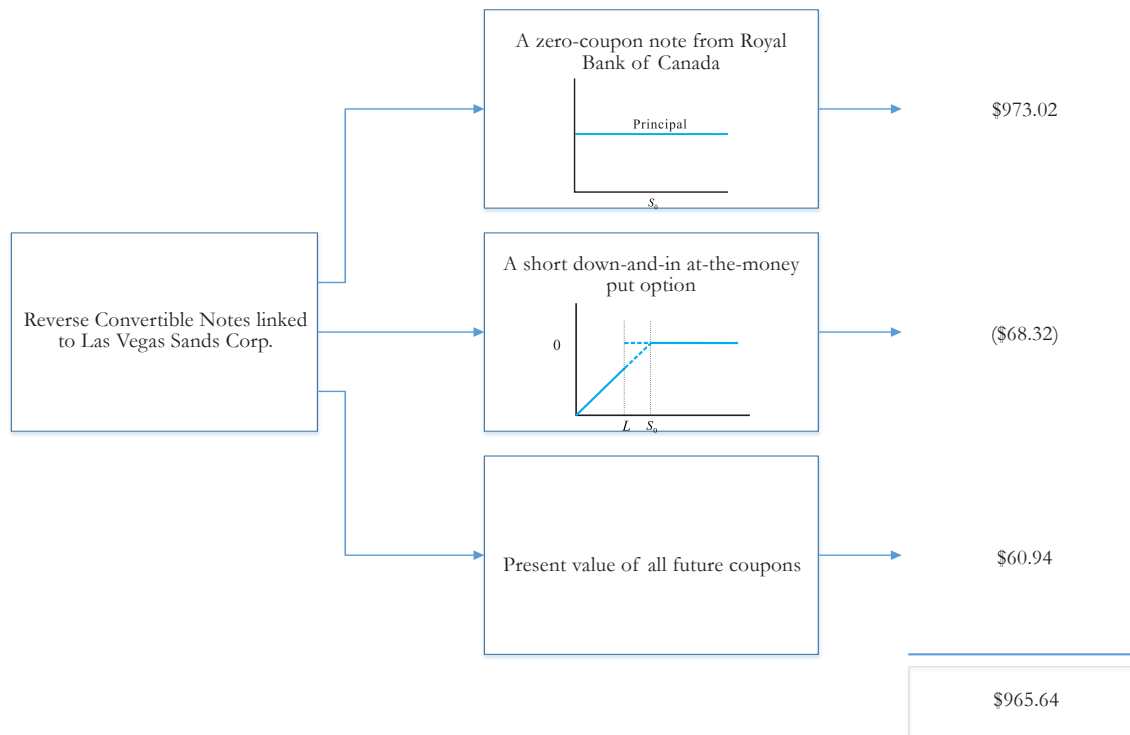 A zero-coupon note from Royal
Bank of Canada
Principal
S₀
$973.02
Reverse Convertible Notes linked
to Las Vegas Sands Corp.
A short down-and-in at-the-money
put option
0
L S₀
($68.32)
Present value of all future coupons
$60.94
$965.64